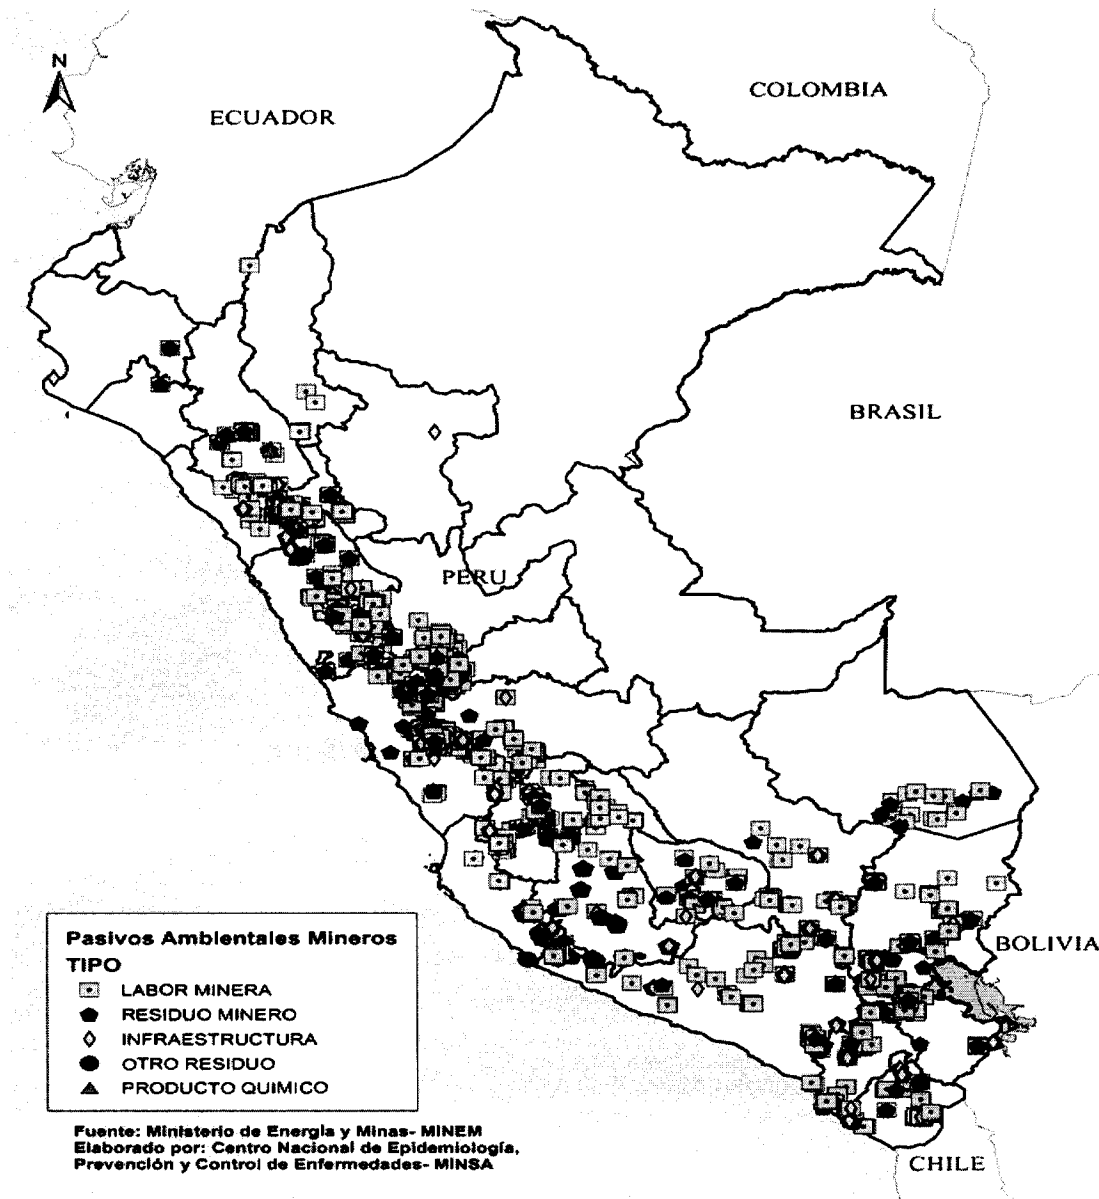 N
ECUADOR
COLOMBIA
BRASIL
PERU
BOLIVIA
CHILE
Pasivos Ambientales Mineros
TIPO
LABOR MINERA
RESIDUO MINERO
INFRAESTRUCTURA
OTRO RESIDUO
PRODUCTO QUIMICO
Fuente: Ministerio de Energía y Minas- MINEM
Elaborado por: Centro Nacional de Epidemiología,
Prevención y Control de Enfermedades- MINSA